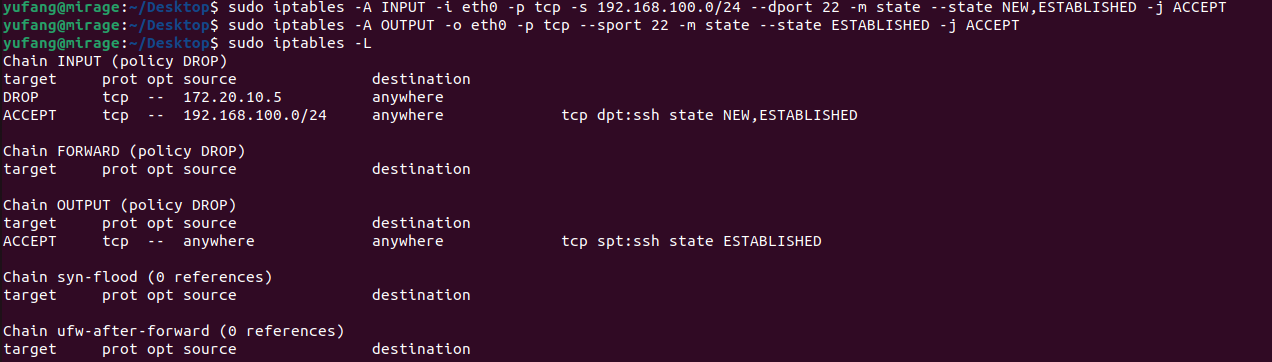 yufang@mirage:~/Desktop$ sudo iptables -A INPUT -i eth0 -p tcp -s 192.168.100.0/24 --dport 22 -m state --state NEW,ESTABLISHED -j ACCEPT
yufang@mirage:~/Desktop$ sudo iptables -A OUTPUT -o eth0 -p tcp --sport 22 -m state --state ESTABLISHED -j ACCEPT
yufang@mirage:~/Desktop$ sudo iptables -L
Chain INPUT (policy DROP)
target     prot opt source               destination
DROP       tcp  --  172.20.10.5          anywhere
ACCEPT     tcp  --  192.168.100.0/24     anywhere             tcp dpt:ssh state NEW,ESTABLISHED

Chain FORWARD (policy DROP)
target     prot opt source               destination

Chain OUTPUT (policy DROP)
target     prot opt source               destination
ACCEPT     tcp  --  anywhere             anywhere             tcp spt:ssh state ESTABLISHED

Chain syn-flood (0 references)
target     prot opt source               destination

Chain ufw-after-forward (0 references)
target     prot opt source               destination